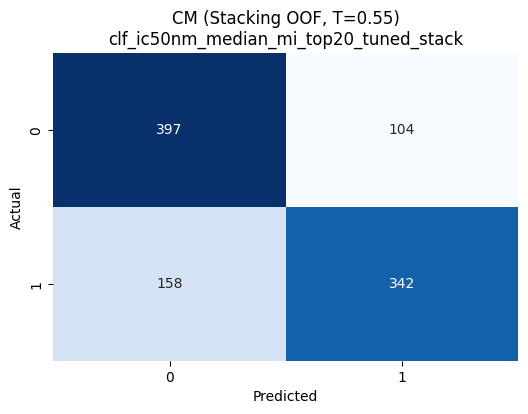 CM (Stacking OOF, T=0.55)
clf_ic50nm_median_mi_top20_tuned_stack
Actual
0
397
104
1
158
342
0
1
Predicted